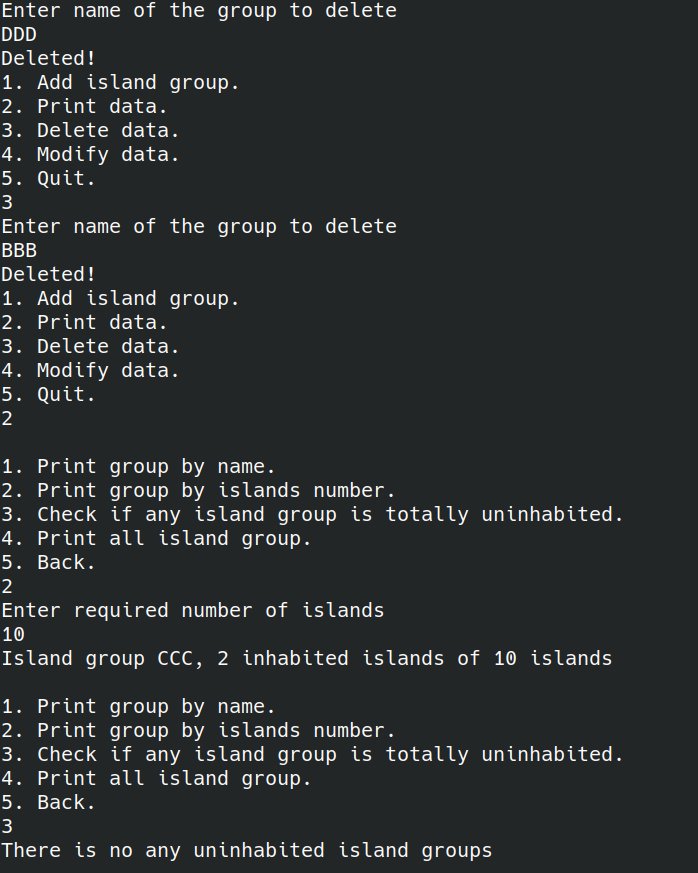 Enter name of the group to delete
DDD
Deleted!
1. Add island group.
2. Print data.
3. Delete data.
4. Modify data.
5. Quit.
3
Enter name of the group to delete
BBB
Deleted!
1. Add island group.
2. Print data.
3. Delete data.
4. Modify data.
5. Quit.
2
1. Print group by name.
2. Print group by islands number.
3. Check if any island group is totally uninhabited.
4. Print all island group.
5. Back.
2
Enter required number of islands
10
Island group CCC, 2 inhabited islands of 10 islands
1. Print group by name.
2. Print group by islands number.
3. Check if any island group is totally uninhabited.
4. Print all island group.
5. Back.
3
There is no any uninhabited island groups